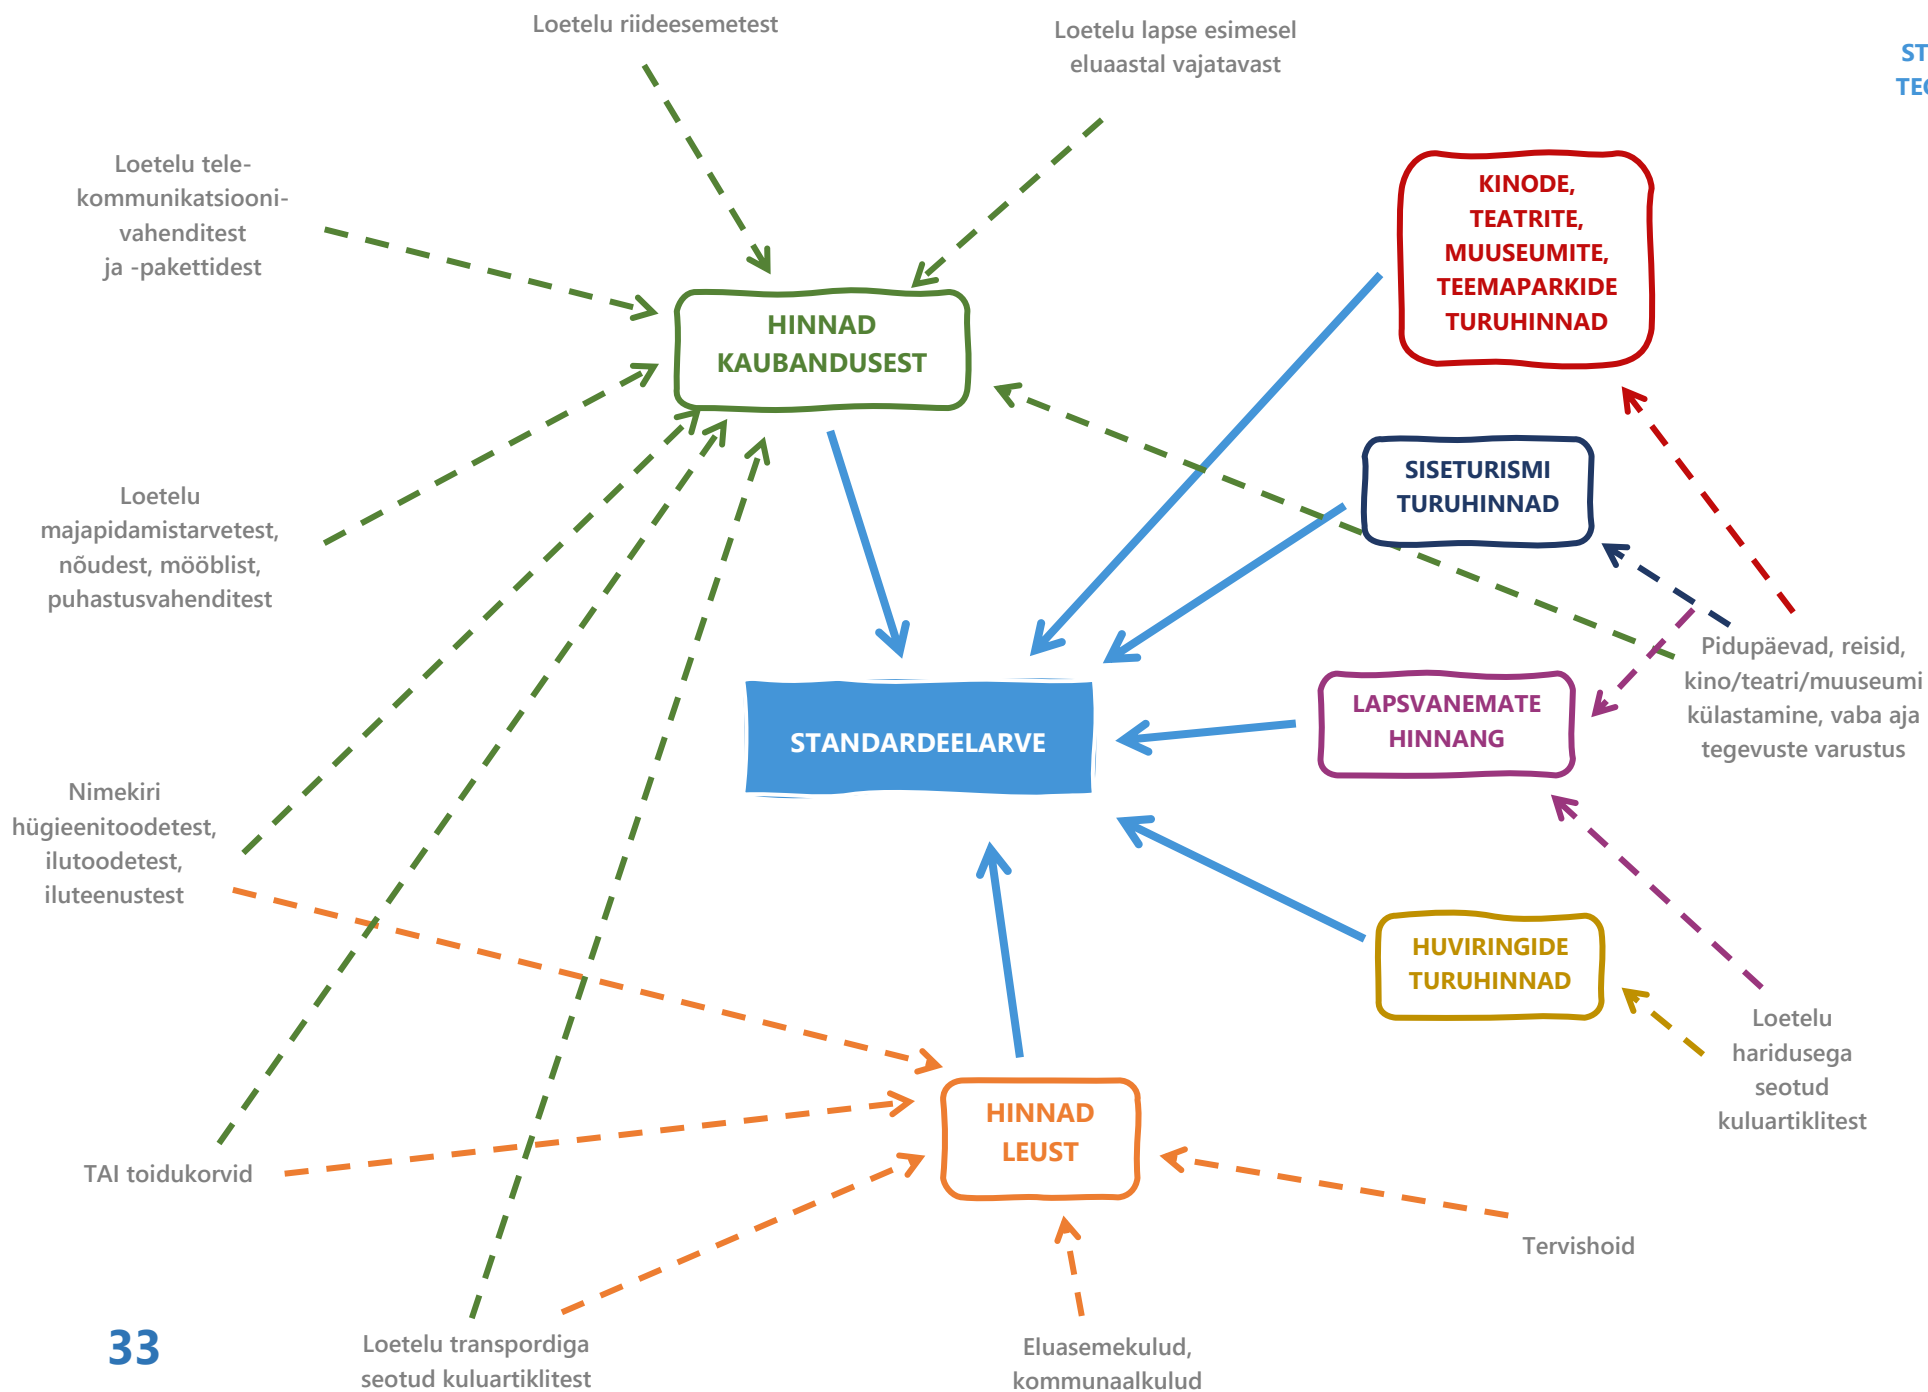 Loetelu riideesemetest
Loetelu lapse esimesel
eluaastal vajatavast
Loetelu tele-
kommunikatsiooni-
vahenditest
ja -pakettidest
KINODE,
TEATRITE,
MUUSEUMITE,
TEEMAPARKIDE
TURUHINNAD
HINNAD
KAUBANDUSEST
SISETURISMI
TURUHINNAD
Loetelu
majapidamistarvetest,
nõudest, mööblist,
puhastusvahenditest
Pidupäevad, reisid,
kino/teatri/muuseumi
külastamine, vaba aja
tegevuste varustus
LAPSVANEMATE
HINNANG
STANDARDEELARVE
Nimekiri
hügieenitoodetest,
ilutoodetest,
iluteenustest
HUVIRINGIDE
TURUHINNAD
Loetelu
haridusega
seotud
kuluartiklitest
HINNAD
LEUST
TAI toidukorvid
Tervishoid
Loetelu transpordiga
seotud kuluartiklitest
Eluasemekulud,
kommunaalkulud
33